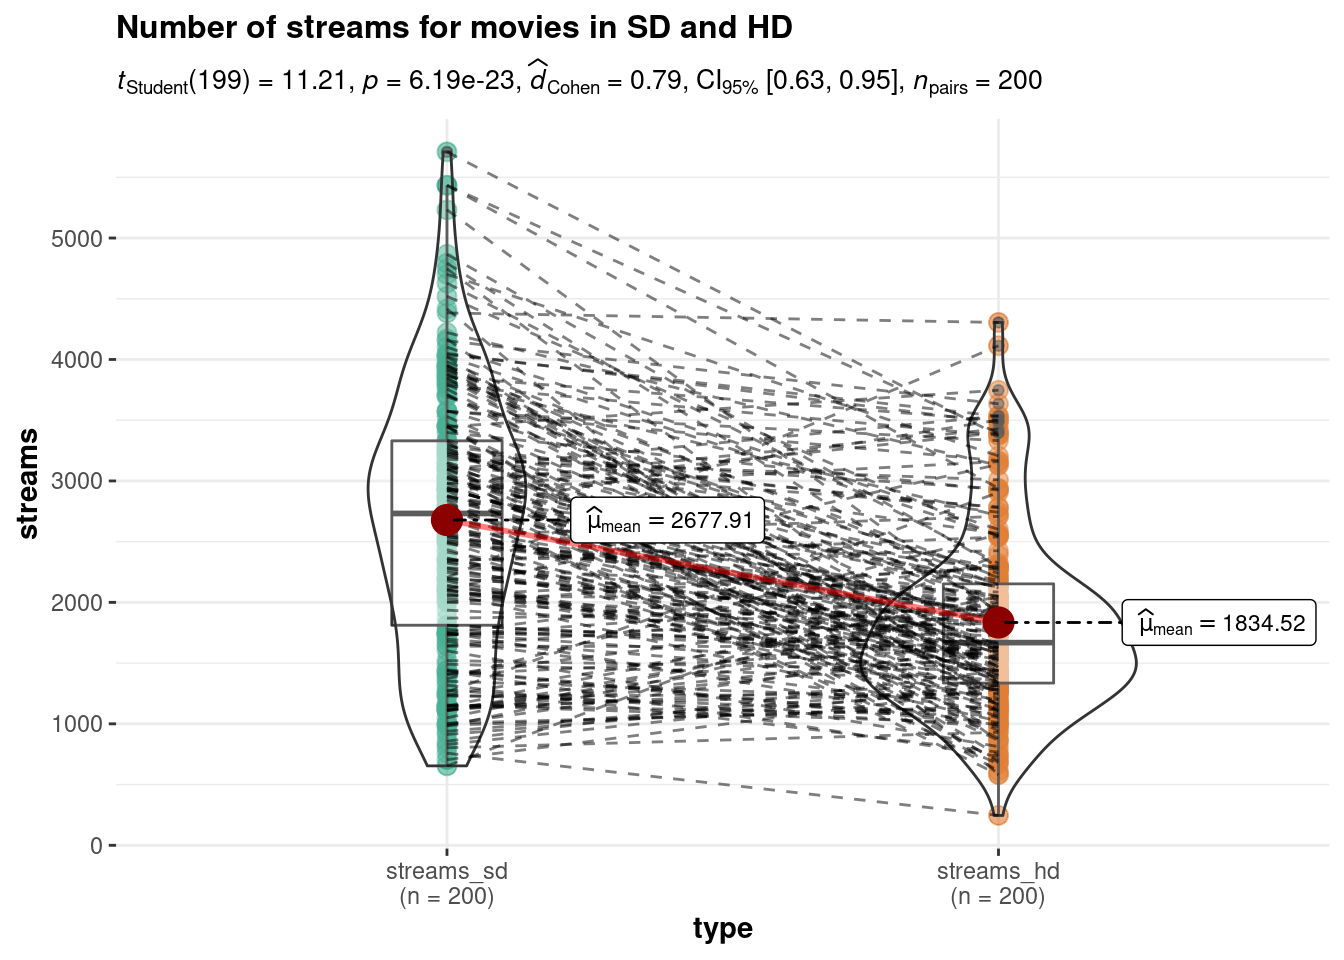 Number of streams for movies in SD and HD
tStudent(199) = 11.21, p = 6.19e-23, d̂Cohen = 0.79, CI95% [0.63, 0.95], npairs = 200
streams
5000
4000
3000
2000
1000
0
μ̂mean = 2677.91
μ̂mean = 1834.52
streams_sd
(n = 200)
streams_hd
(n = 200)
type